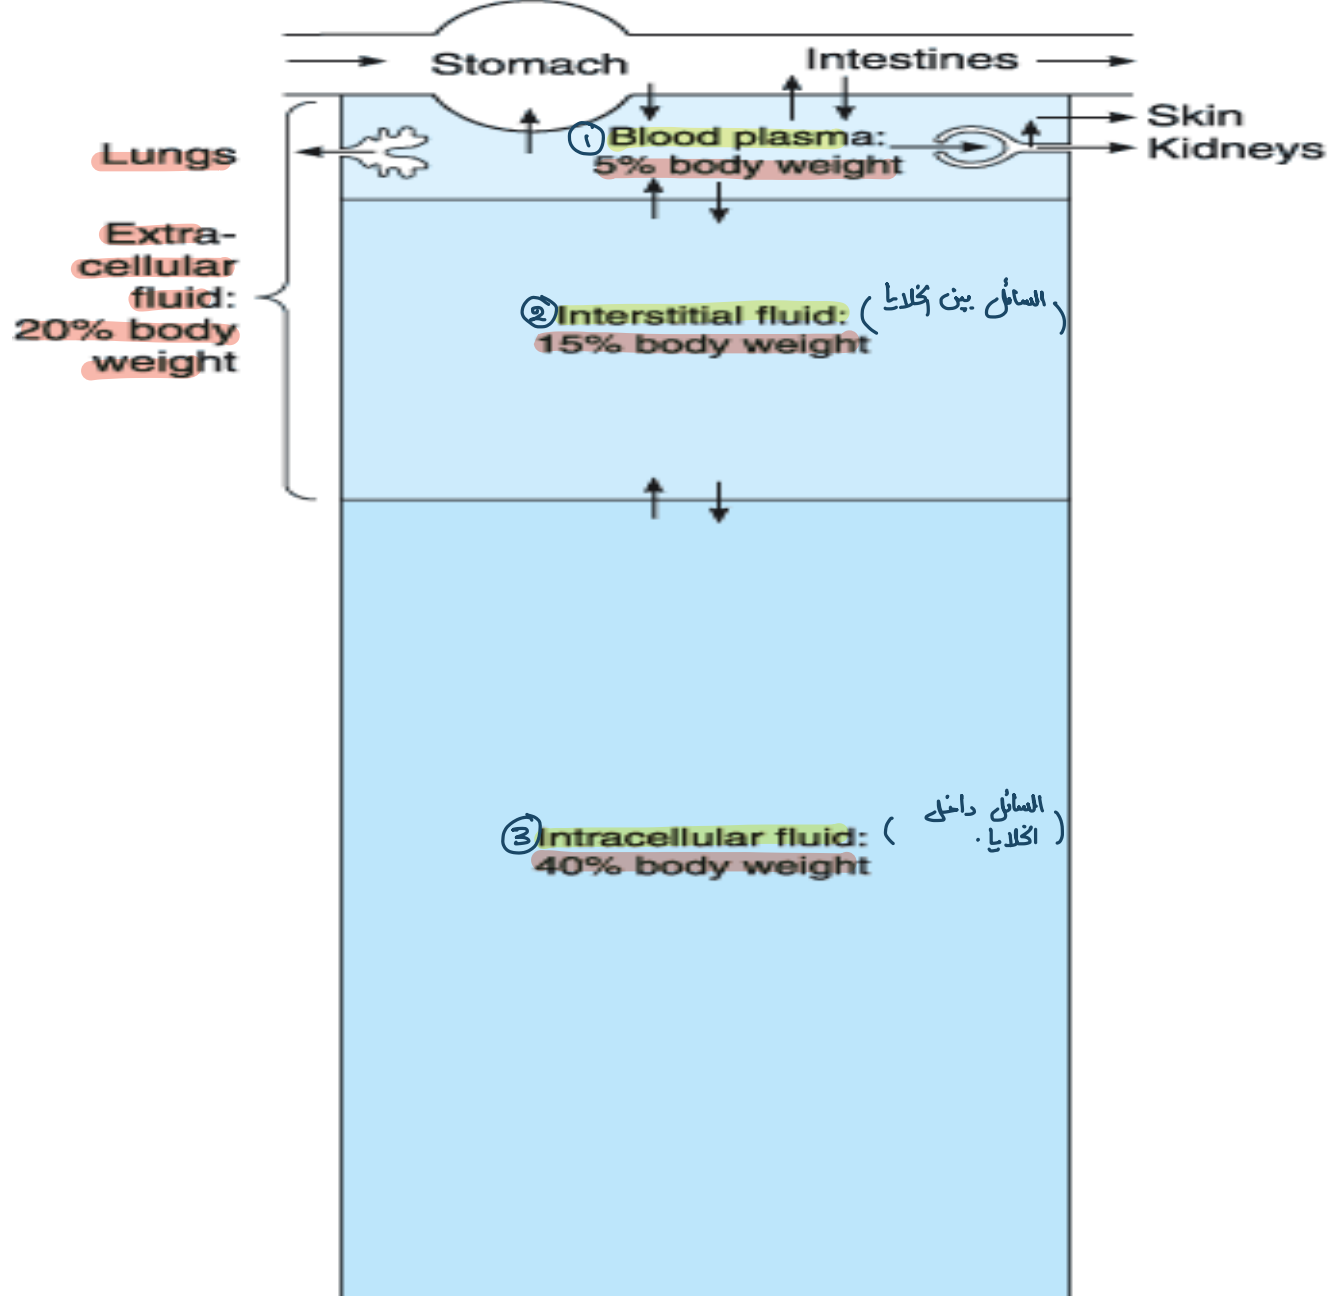 Stomach
Intestines
Skin
Kidneys
Lungs
① Blood plasma:
5% body weight
Extra-
cellular
fluid:
20% body
weight
② Interstitial fluid: (السائل بين الخلايا)
15% body weight
③ Intracellular fluid: (السائل داخل
الخلايا.)
40% body weight